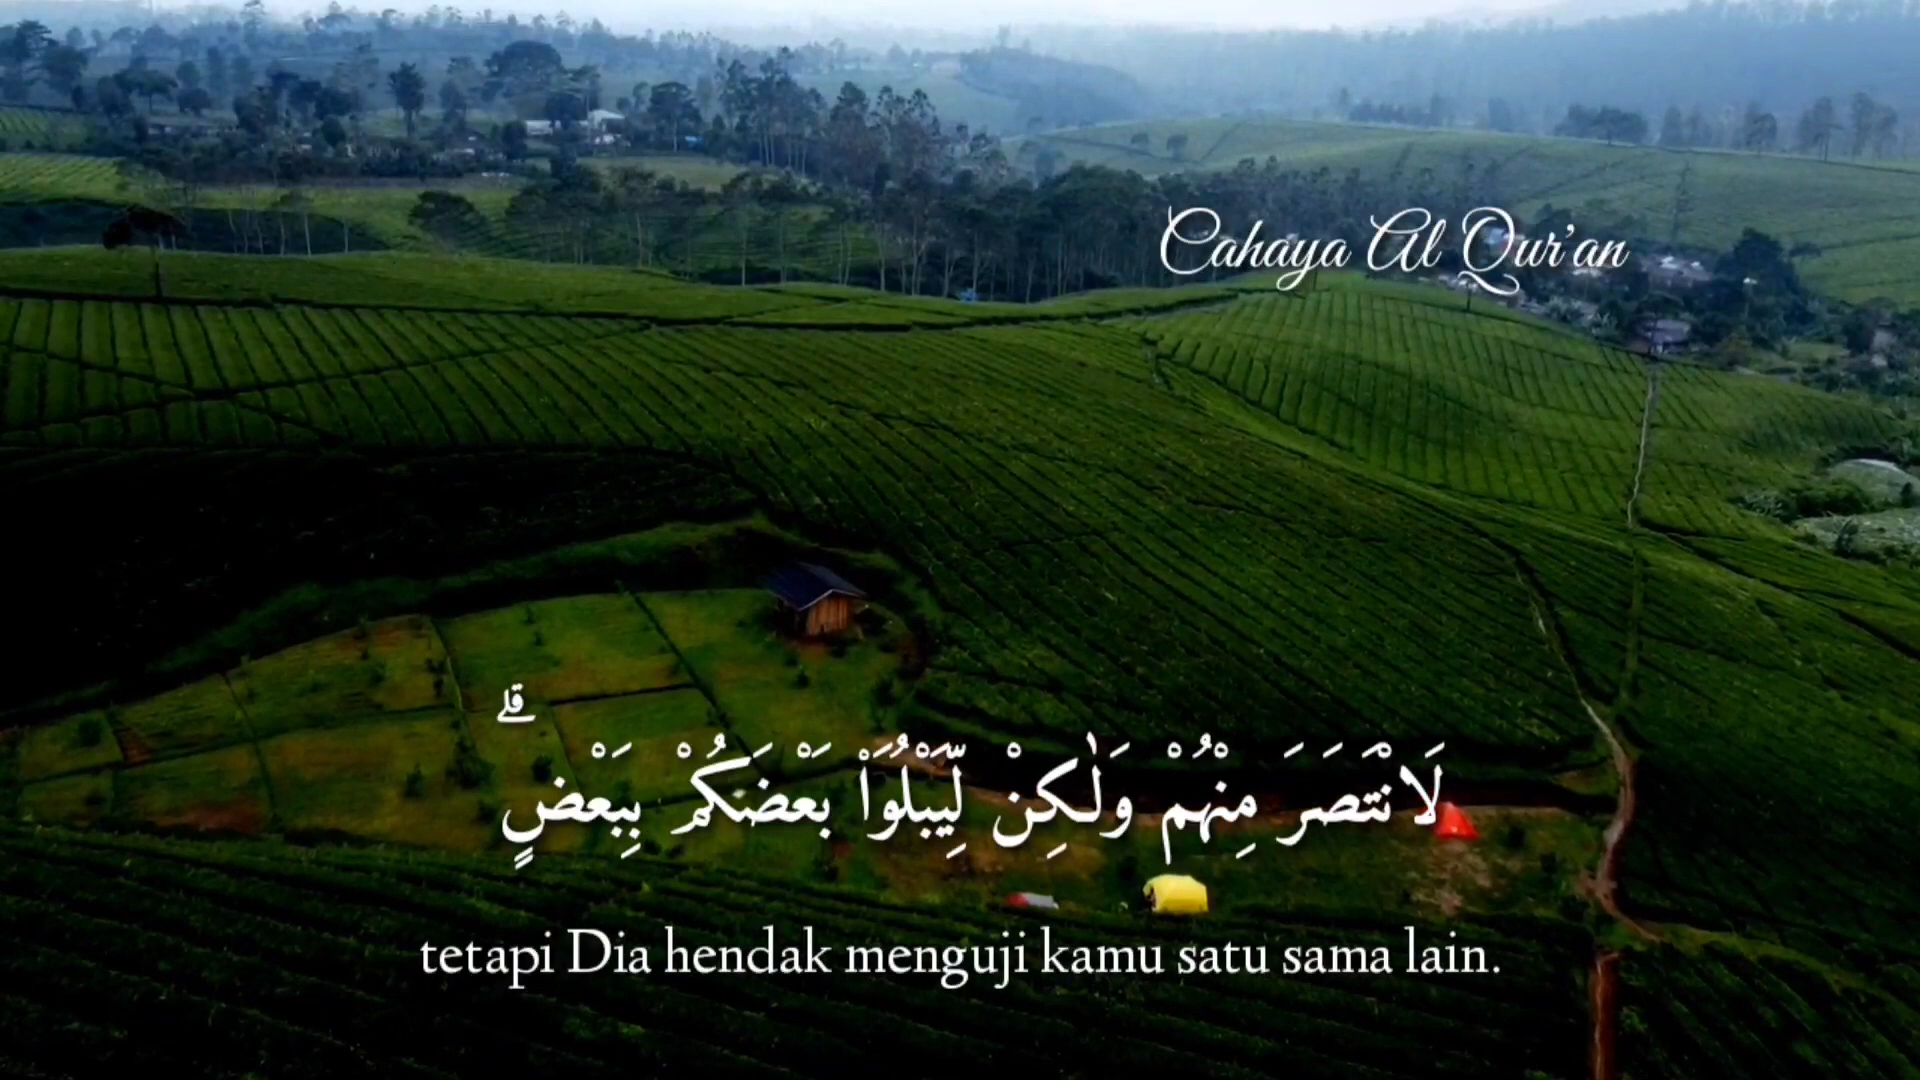 Cahaya Al Qur'an
لَانْتَصَرَ مِنْهُمْ وَلٰكِنْ لِّيَبْلُوَا۟ بَعْضَكُمْ بِبَعْضٍۗ
tetapi Dia hendak menguji kamu satu sama lain.